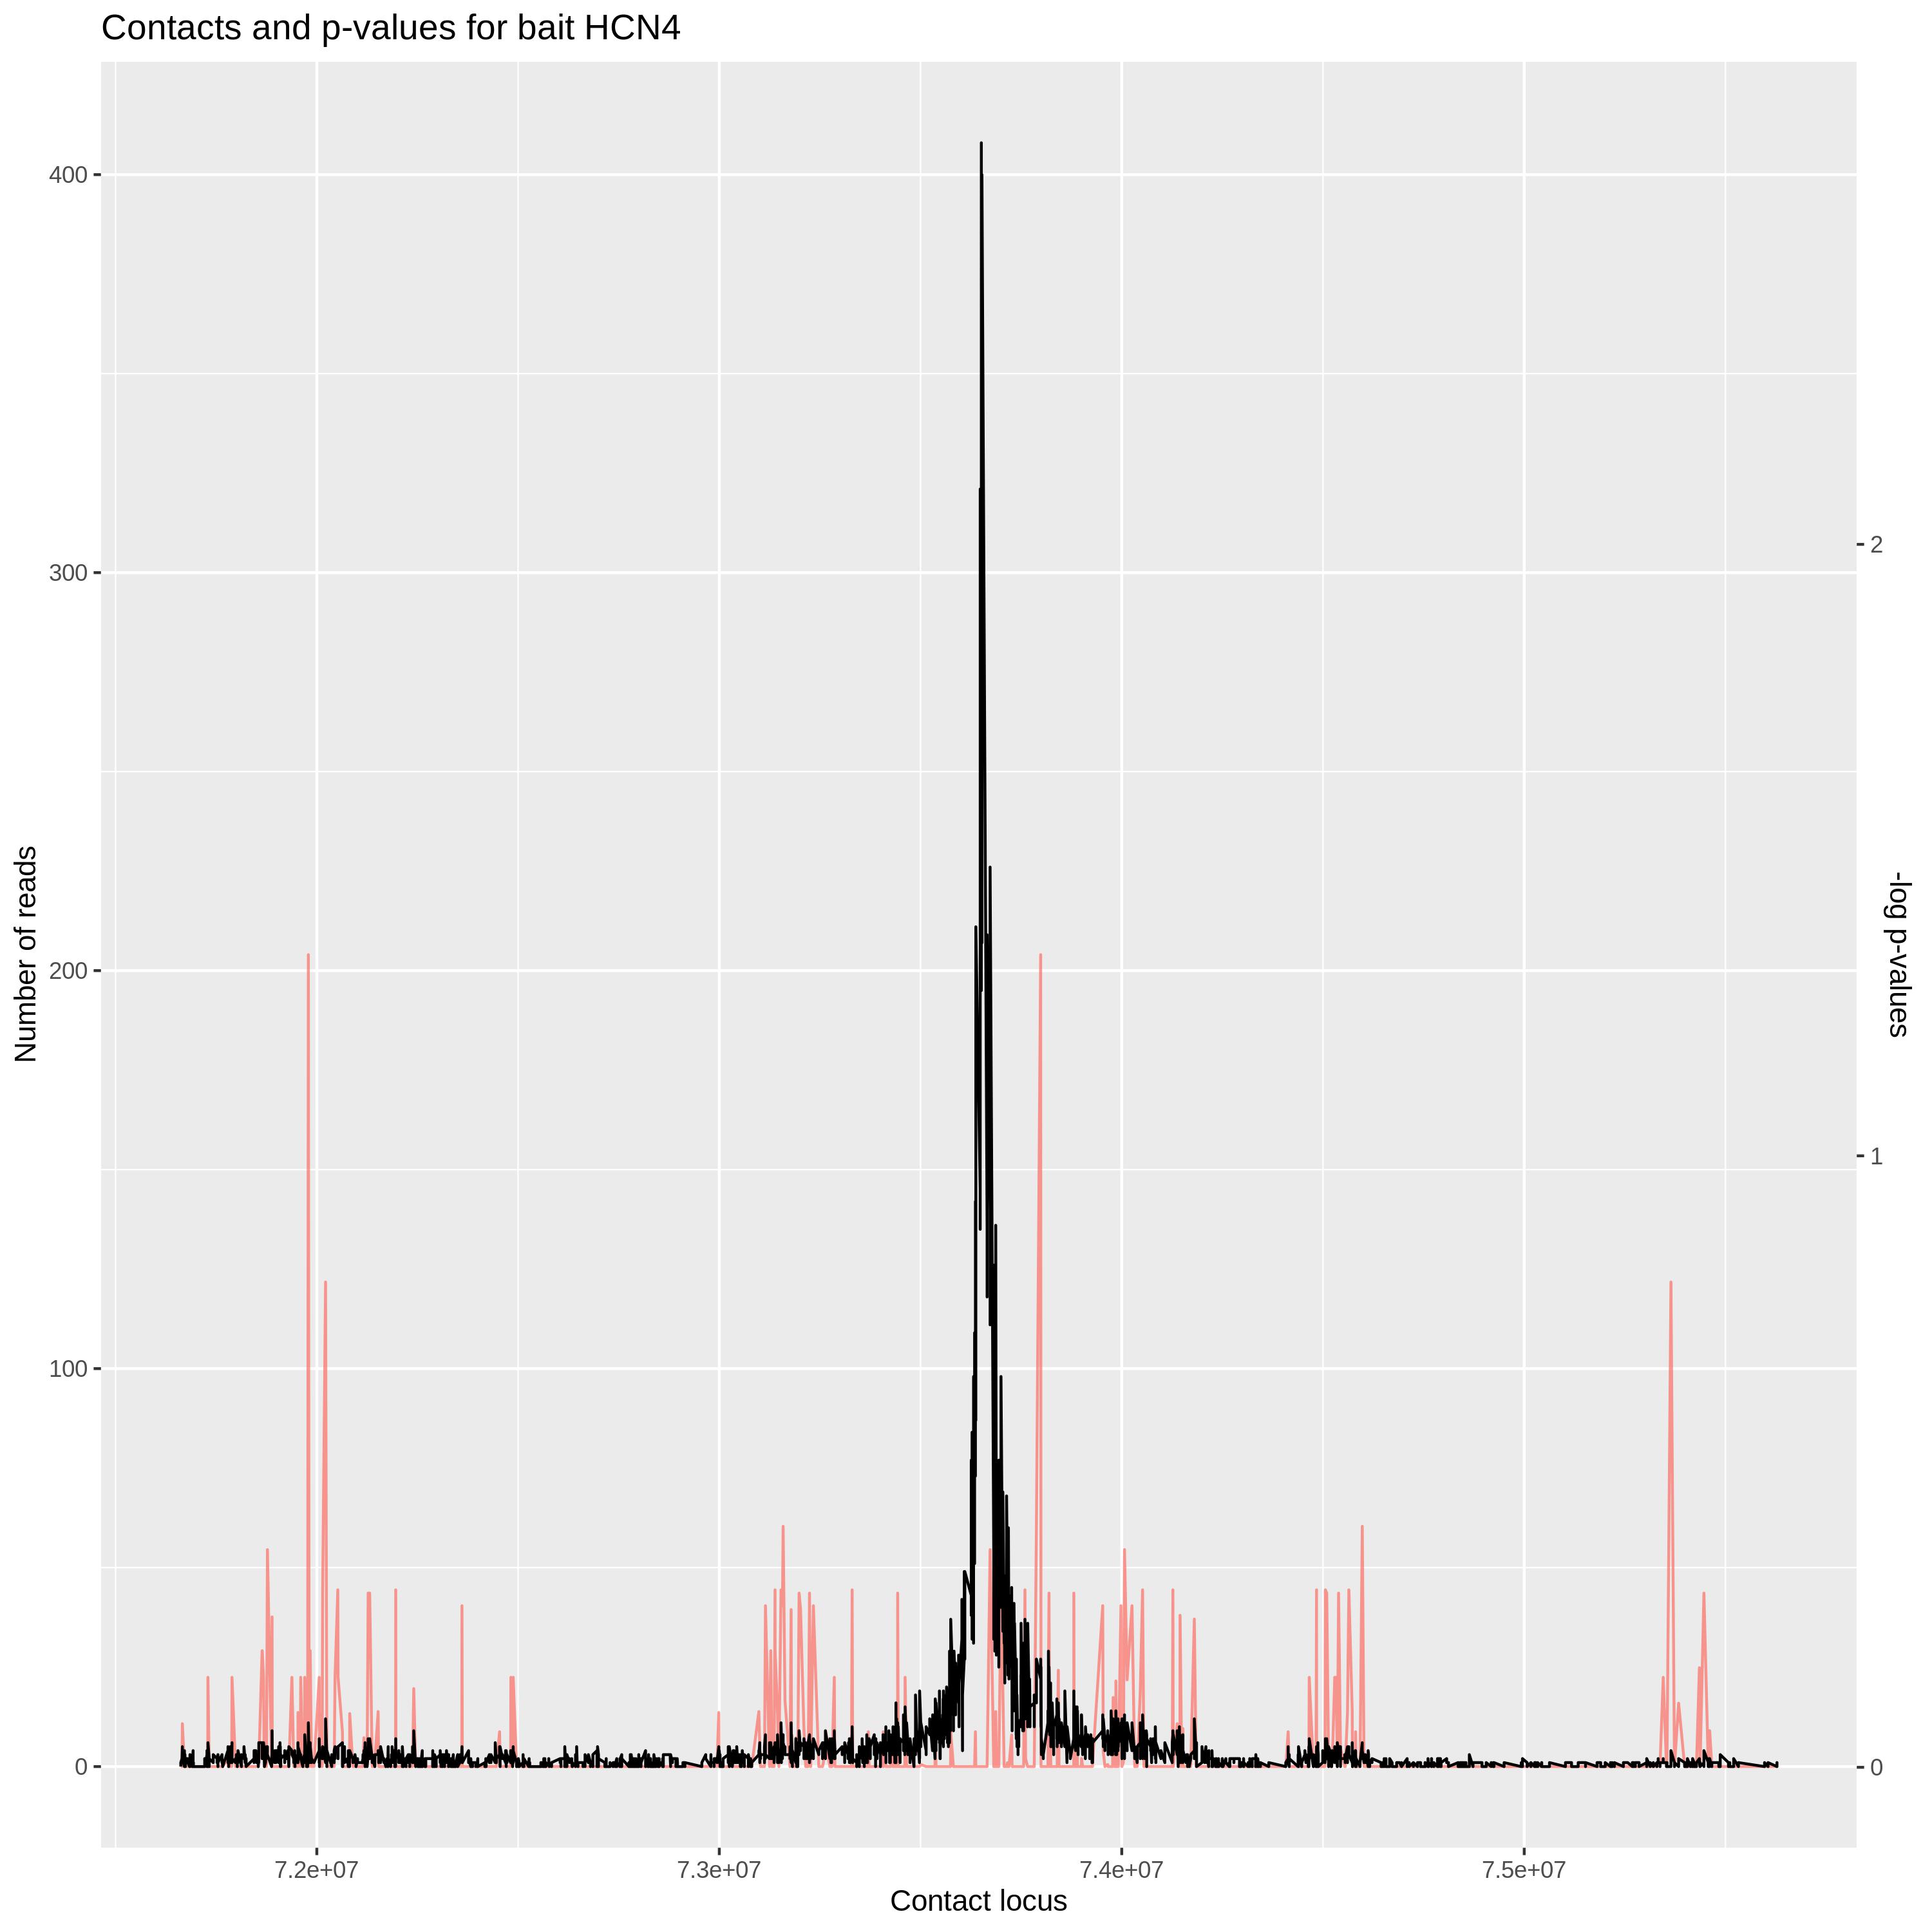 Contacts and p-values for bait HCN4
400
300
200
100
0
Number of reads
2
1
0
-log p-values
7.2e+07
7.3e+07
7.4e+07
7.5e+07
Contact locus